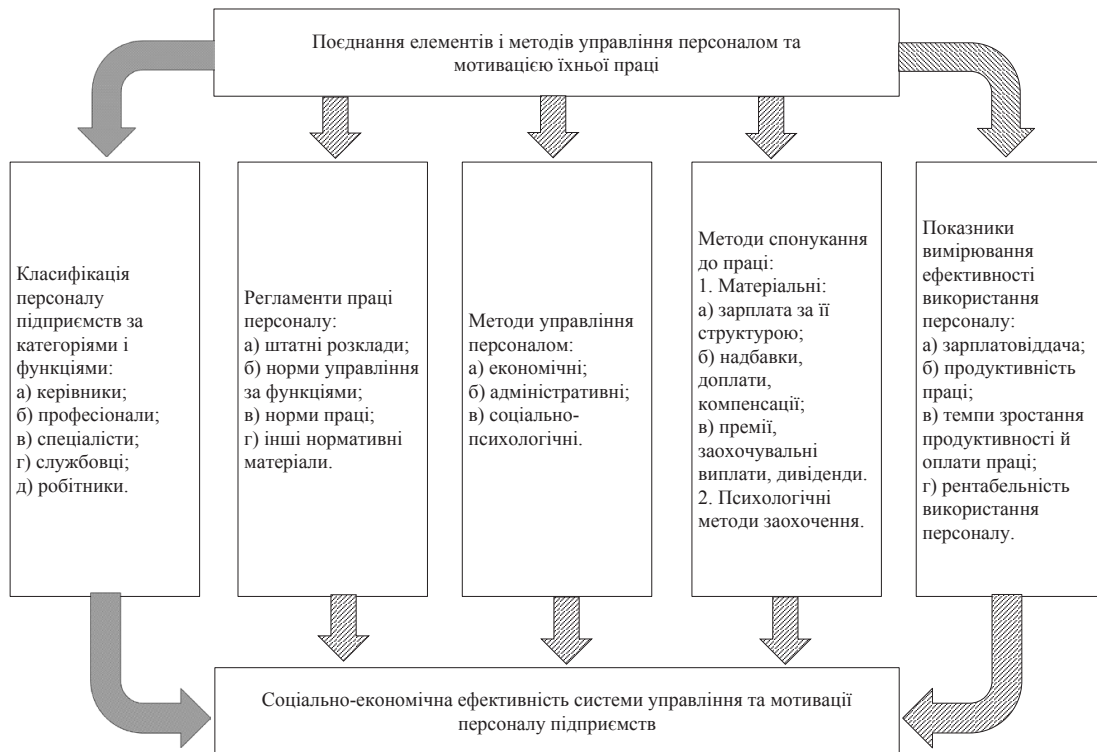 Поєднання елементів і методів управління персоналом та
мотивацією їхньої праці
Класифікація
персоналу
підприємств за
категоріями і
функціями:
а) керівники;
б) професіонали;
в) спеціалісти;
г) службовці;
д) робітники.
Регламенти праці
персоналу:
а) штатні розклади;
б) норми управління
за функціями;
в) норми праці;
г) інші нормативні
матеріали.
Методи управління
персоналом:
а) економічні;
б) адміністративні;
в) соціально-
психологічні.
Методи спонукання
до праці:
1. Матеріальні:
а) зарплата за її
структурою;
б) надбавки,
доплати,
компенсації;
в) премії,
заохочувальні
виплати, дивіденди.
2. Психологічні
методи заохочення.
Показники
вимірювання
ефективності
використання
персоналу:
а) зарплатовіддача;
б) продуктивність
праці;
в) темпи зростання
продуктивності й
оплати праці;
г) рентабельність
використання
персоналу.
Соціально-економічна ефективність системи управління та мотивації
персоналу підприємств